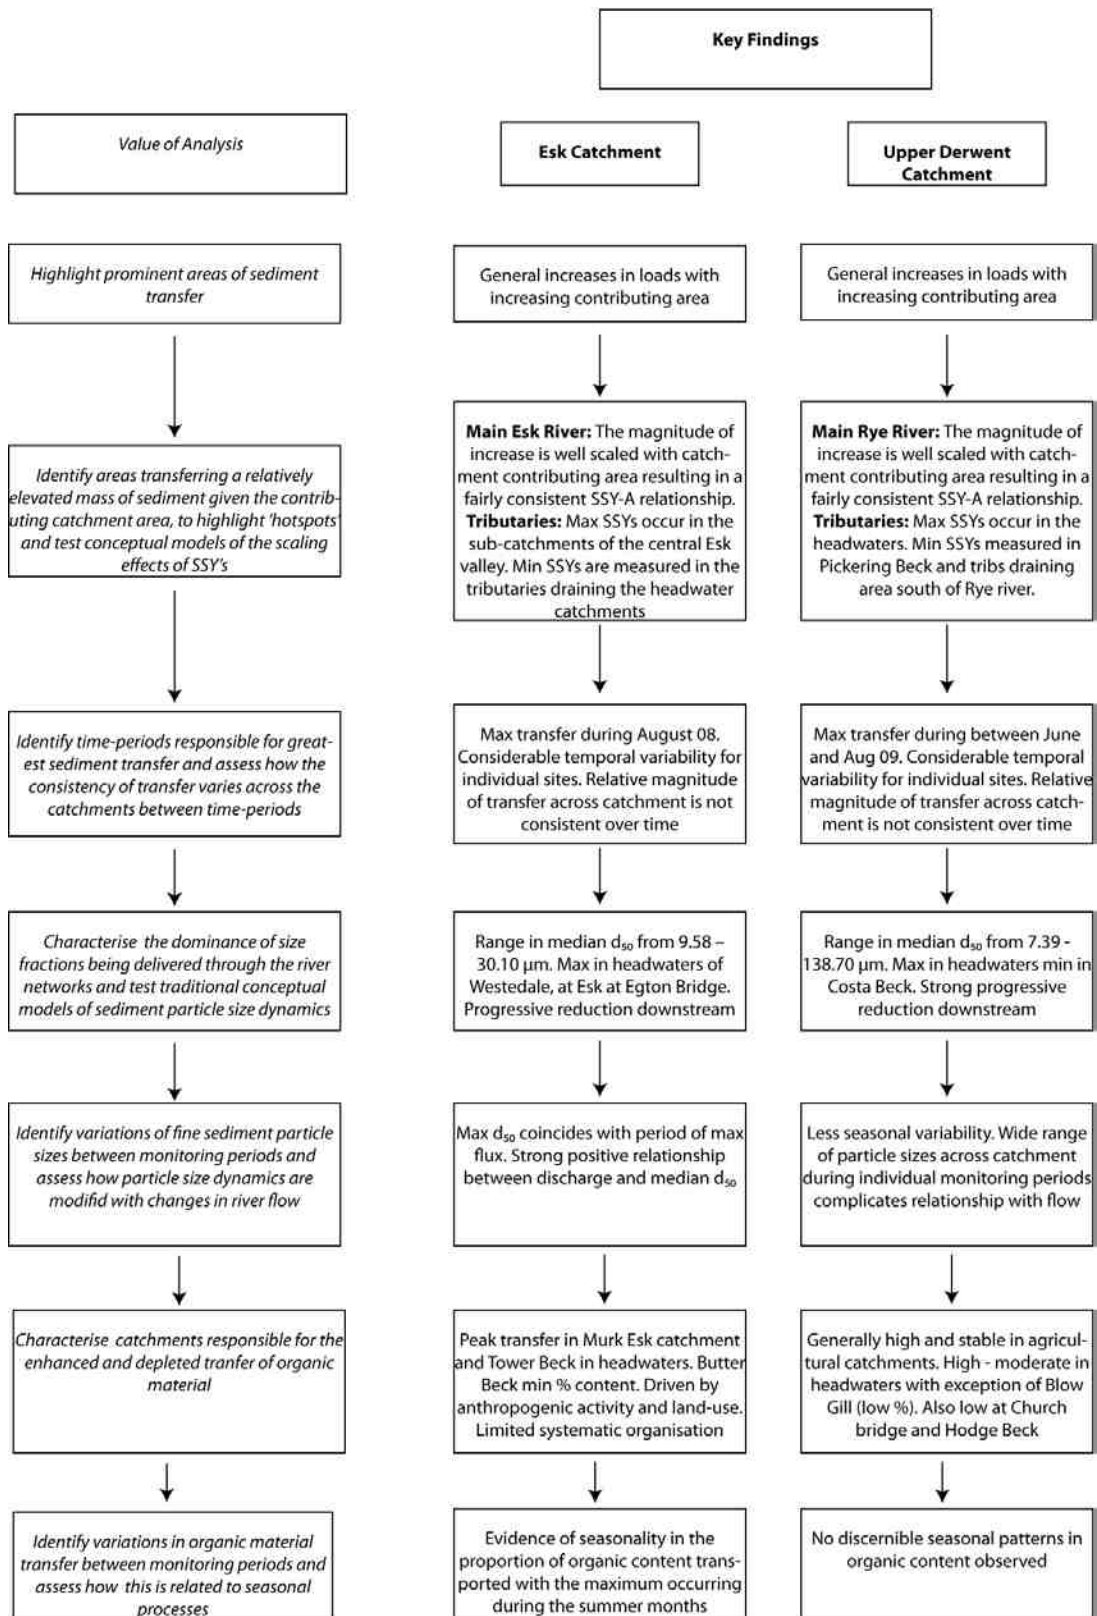 Key Findings
Value of Analysis
Esk Catchment
Upper Derwent
Catchment
Highlight prominent areas of sediment
transfer
General increases in loads with
increasing contributing area
General increases in loads with
increasing contributing area
Identify areas transferring a relatively
elevated mass of sediment given the contrib-
uting catchment area, to highlight 'hotspots'
and test conceptual models of the scaling
effects of SSY's
Main Esk River: The magnitude of
increase is well scaled with catch-
ment contributing area resulting in a
fairly consistent SSY-A relationship.
Tributaries: Max SSYs occur in the
sub-catchments of the central Esk
valley. Min SSYs are measured in the
tributaries draining the headwater
catchments
Main Rye River: The magnitude of
increase is well scaled with catch-
ment contributing area resulting in a
fairly consistent SSY-A relationship.
Tributaries: Max SSYs occur in the
headwaters. Min SSYs measured in
Pickering Beck and tribs draining
area south of Rye river.
Identify time-periods responsible for great-
est sediment transfer and assess how the
consistency of transfer varies across the
catchments between time-periods
Max transfer during August 08.
Considerable temporal variability for
individual sites. Relative magnitude
of transfer across catchment is not
consistent over time
Max transfer during between June
and Aug 09. Considerable temporal
variability for individual sites. Relative
magnitude of transfer across catch-
ment is not consistent over time
Characterise the dominance of size
fractions being delivered through the river
networks and test traditional conceptual
models of sediment particle size dynamics
Range in median d₅₀ from 9.58 –
30.10 µm. Max in headwaters of
Westedale, at Esk at Egton Bridge.
Progressive reduction downstream
Range in median d₅₀ from 7.39 -
138.70 µm. Max in headwaters min in
Costa Beck. Strong progressive
reduction downstream
Identify variations of fine sediment particle
sizes between monitoring periods and
assess how particle size dynamics are
modifid with changes in river flow
Max d₅₀ coincides with period of max
flux. Strong positive relationship
between discharge and median d₅₀
Less seasonal variability. Wide range
of particle sizes across catchment
during individual monitoring periods
complicates relationship with flow
Characterise catchments responsible for the
enhanced and depleted tranfer of organic
material
Peak transfer in Murk Esk catchment
and Tower Beck in headwaters. Butter
Beck min % content. Driven by
anthropogenic activity and land-use.
Limited systematic organisation
Generally high and stable in agricul-
tural catchments. High - moderate in
headwaters with exception of Blow
Gill (low %). Also low at Church
bridge and Hodge Beck
Identify variations in organic material
transfer between monitoring periods and
assess how this is related to seasonal
processes
Evidence of seasonality in the
proportion of organic content trans-
ported with the maximum occurring
during the summer months
No discernible seasonal patterns in
organic content observed